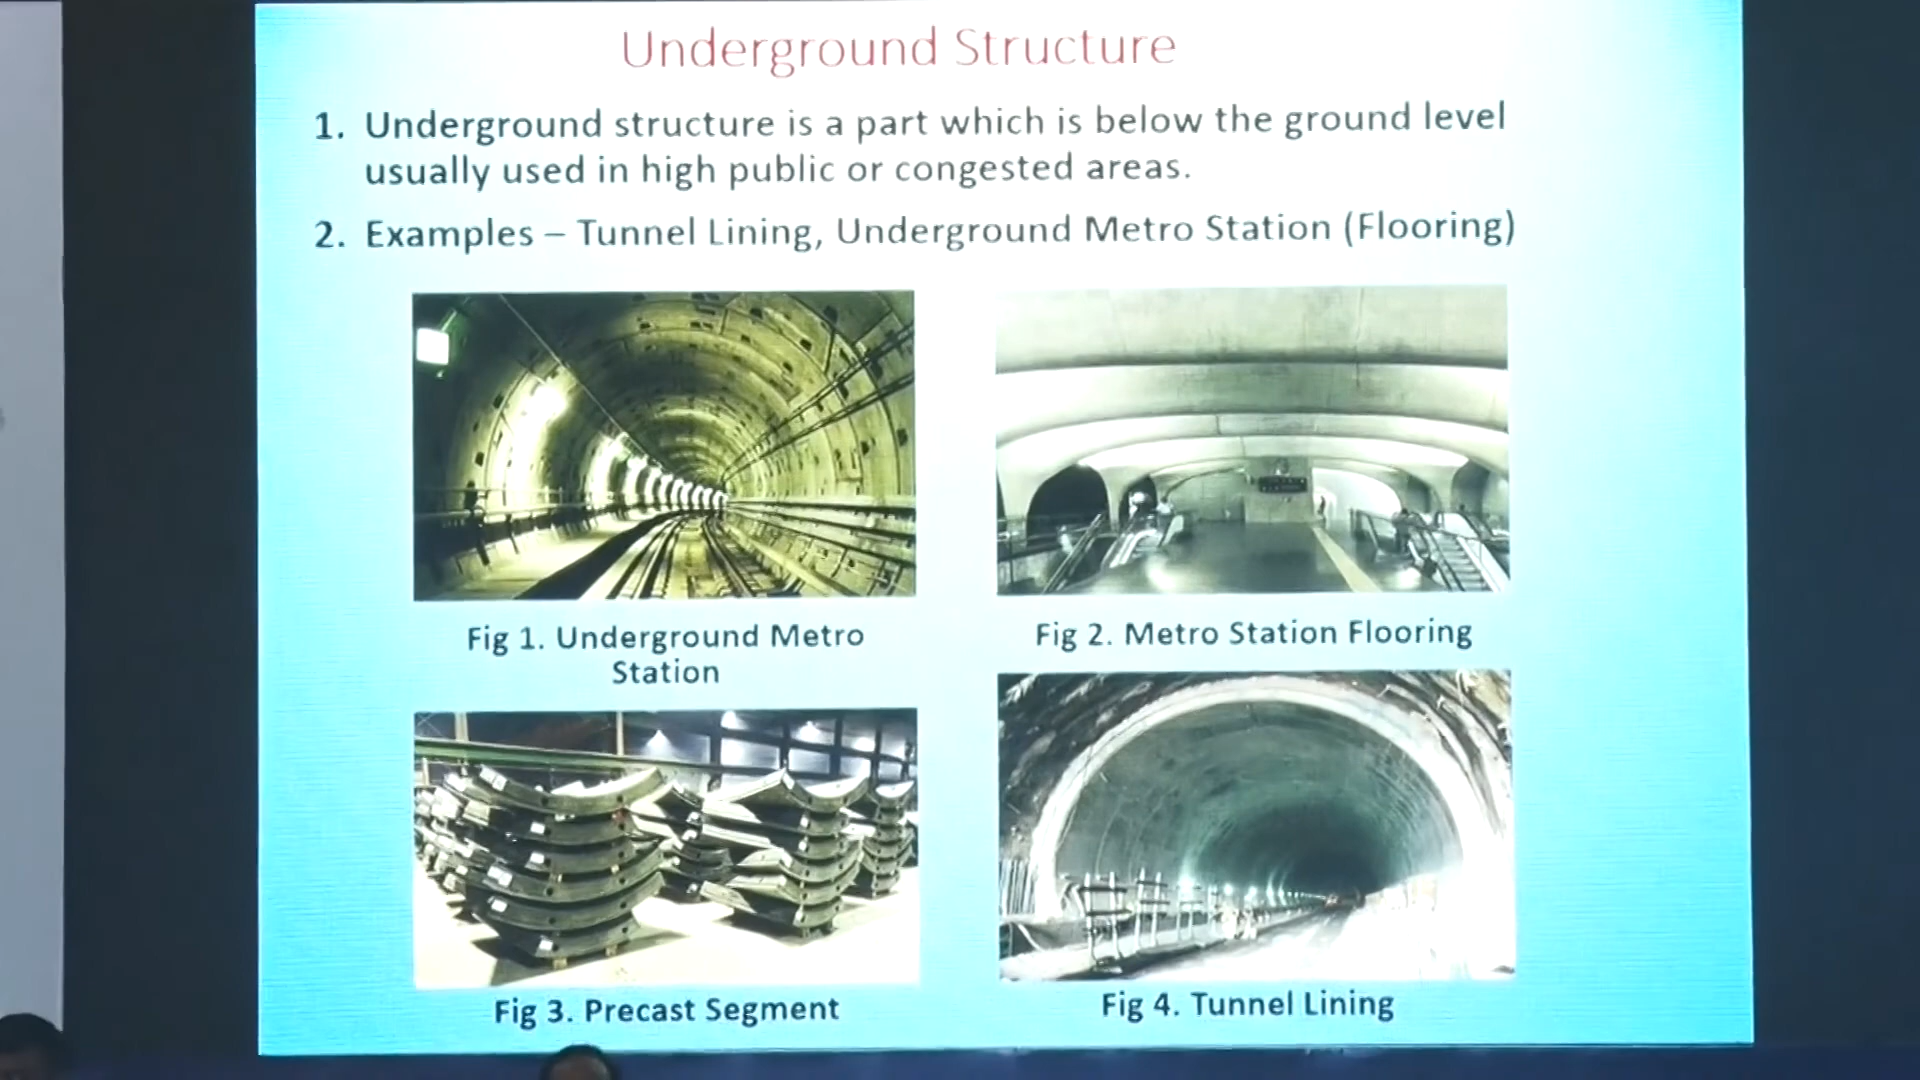 Underground Structure
1. Underground structure is a part which is below the ground level
usually used in high public or congested areas.
2. Examples – Tunnel Lining, Underground Metro Station (Flooring)
Fig 1. Underground Metro
Station
Fig 2. Metro Station Flooring
Fig 3. Precast Segment
Fig 4. Tunnel Lining